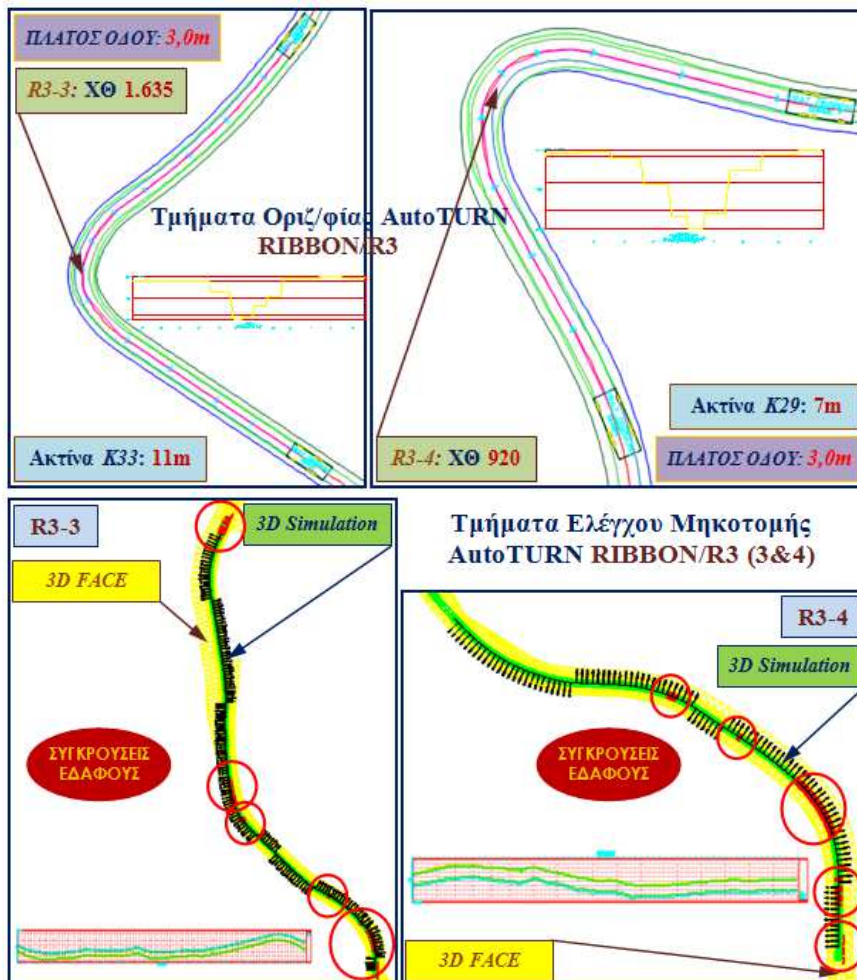 ΠΛΑΤΟΣ ΟΔΟΥ: 3,0m
R3-3: ΧΘ 1.635
Τμήματα Οριζ/φίας AutoTURN
RIBBON/R3
Ακτίνα K33: 11m
Ακτίνα K29: 7m
R3-4: ΧΘ 920
ΠΛΑΤΟΣ ΟΔΟΥ: 3,0m
R3-3
3D Simulation
3D FACE
ΣΥΓΚΡΟΥΣΕΙΣ
ΕΔΑΦΟΥΣ
Τμήματα Ελέγχου Μηκοτομής
AutoTURN RIBBON/R3 (3&4)
R3-4
3D Simulation
ΣΥΓΚΡΟΥΣΕΙΣ
ΕΔΑΦΟΥΣ
3D FACE